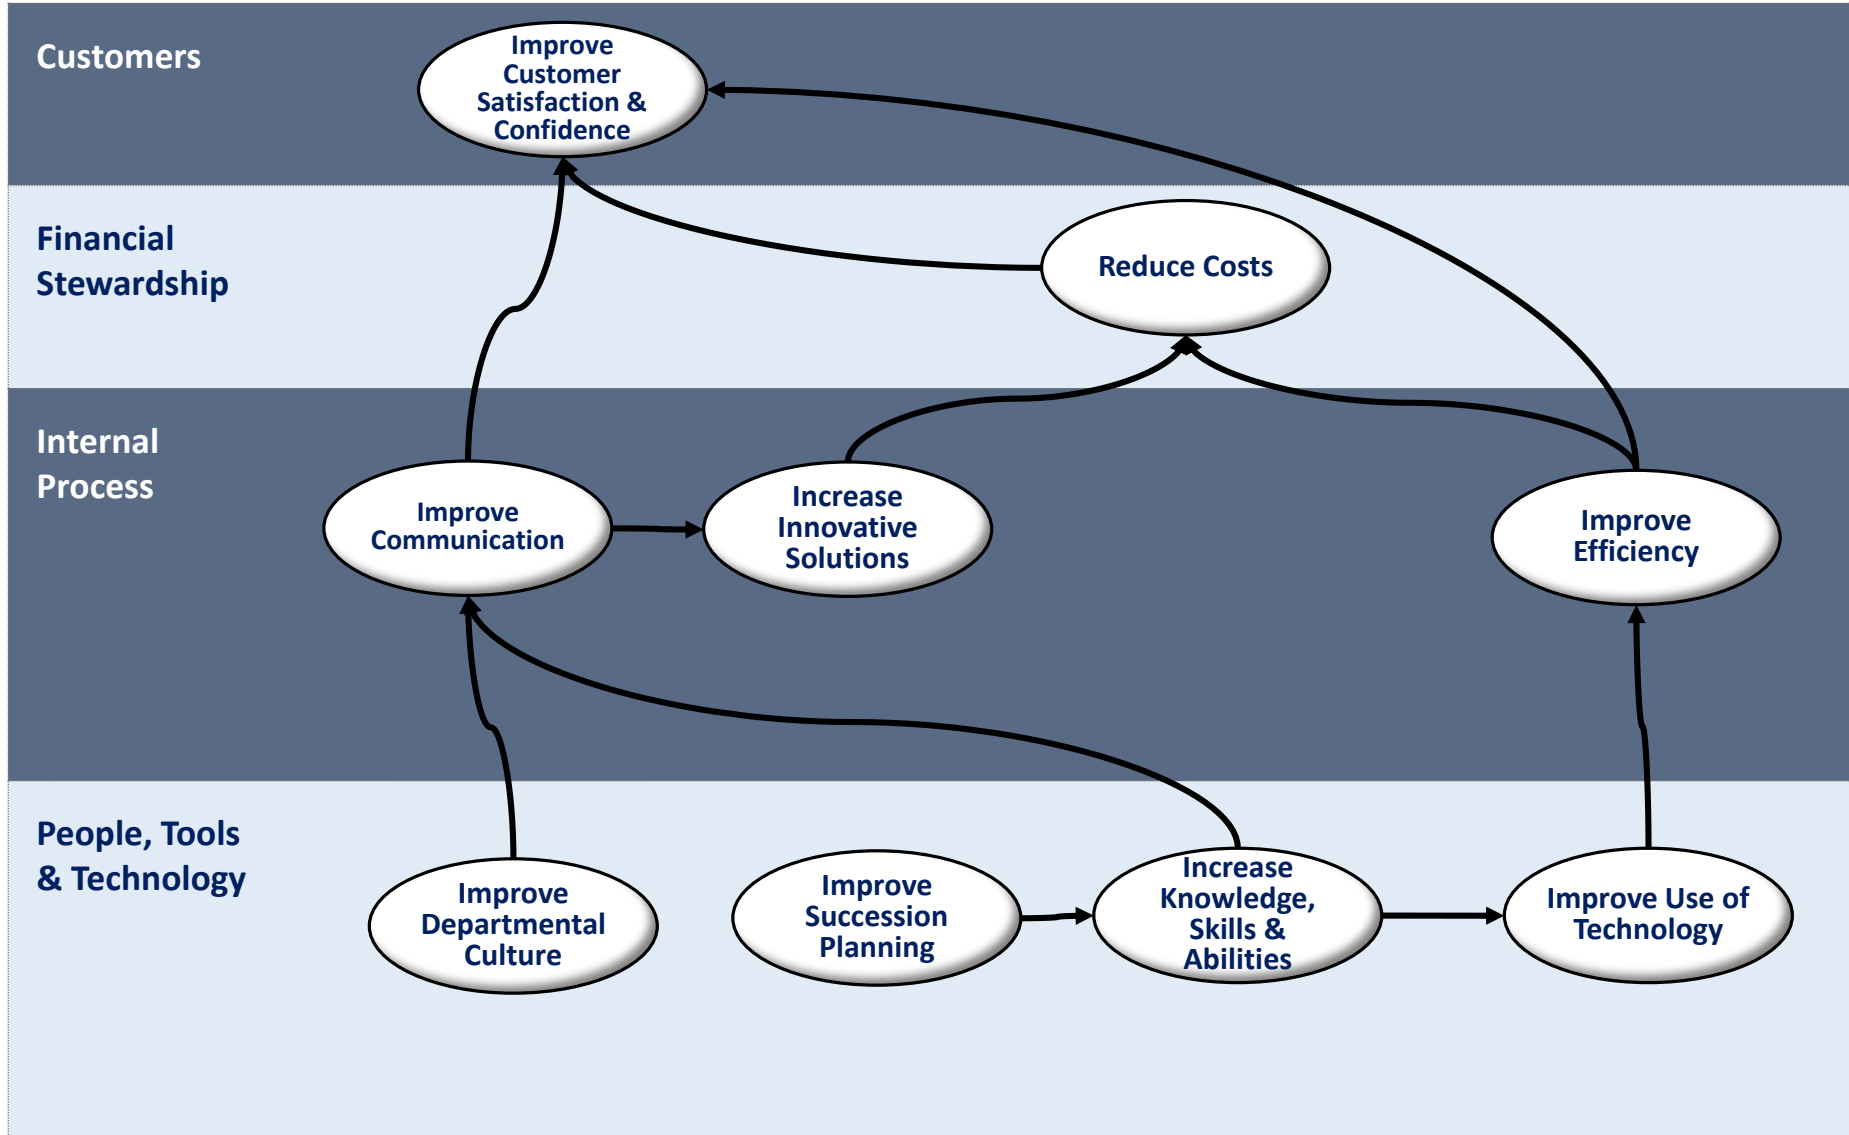 Customers
Improve
Customer
Satisfaction &
Confidence
Financial
Stewardship
Reduce Costs
Internal
Process
Improve
Communication
Increase
Innovative
Solutions
Improve
Efficiency
People, Tools
& Technology
Improve
Departmental
Culture
Improve
Succession
Planning
Increase
Knowledge,
Skills &
Abilities
Improve Use of
Technology